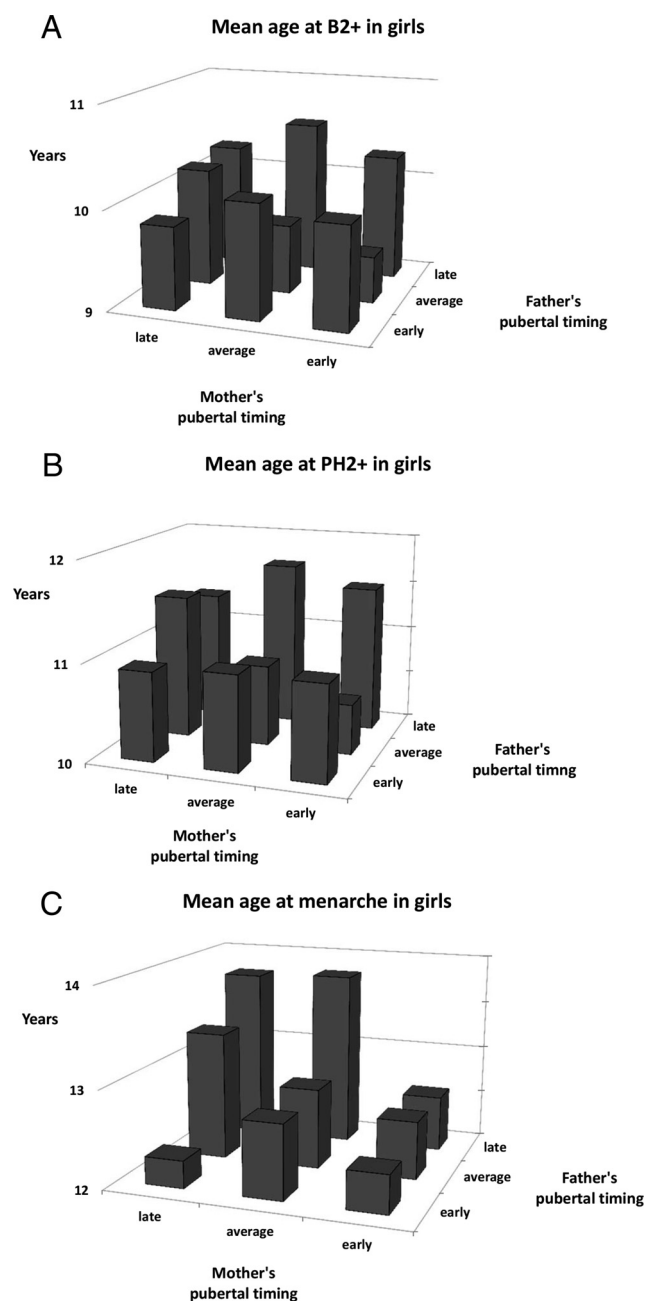 A
Mean age at B2+ in girls
11
Years
10
9
late
average
early
late
average
early
Mother's
pubertal timing
Father's
pubertal timing
B
Mean age at PH2+ in girls
12
Years
11
10
late
average
early
late
average
early
Mother's
pubertal timing
Father's
pubertal timng
C
Mean age at menarche in girls
14
Years
13
12
late
average
early
late
average
early
Mother's
pubertal timing
Father's
pubertal timing